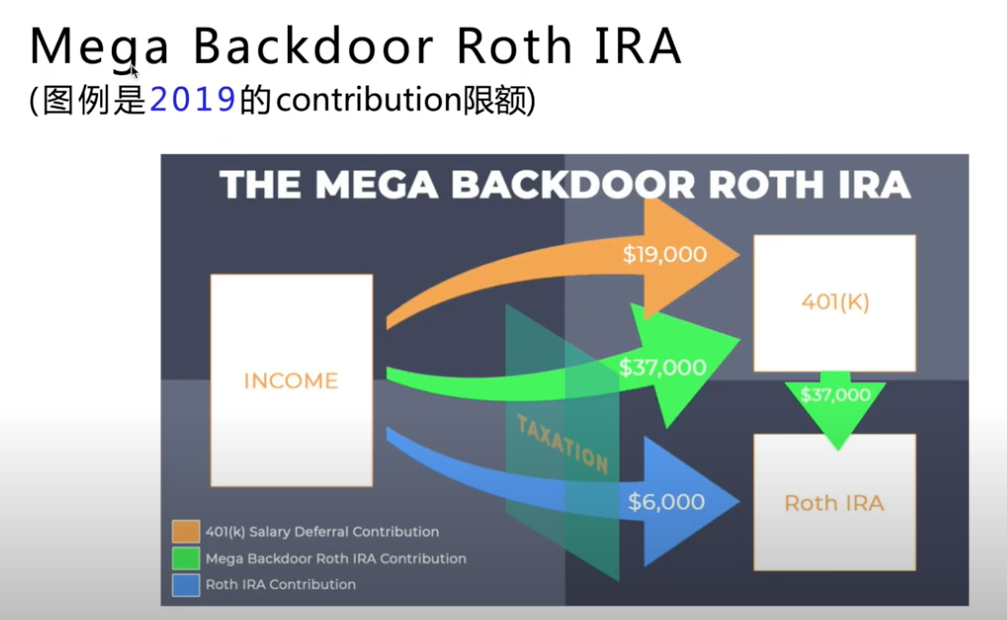 Mega Backdoor Roth IRA
(图例是2019的contribution限额)
THE MEGA BACKDOOR ROTH IRA
$19,000
401(K)
INCOME
$37,000
$37,000
TAXATION
$6,000
Roth IRA
401(k) Salary Deferral Contribution
Mega Backdoor Roth IRA Contribution
Roth IRA Contribution